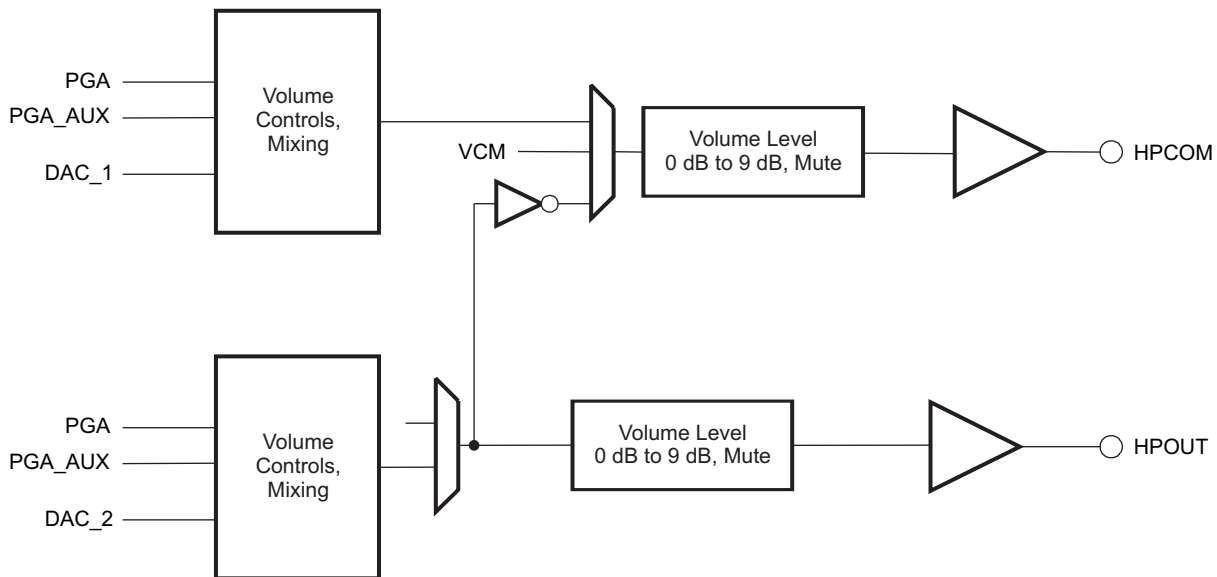 PGA
PGA_AUX
DAC_1
Volume
Controls,
Mixing
VCM
Volume Level
0 dB to 9 dB, Mute
HPCOM
PGA
PGA_AUX
DAC_2
Volume
Controls,
Mixing
Volume Level
0 dB to 9 dB, Mute
HPOUT